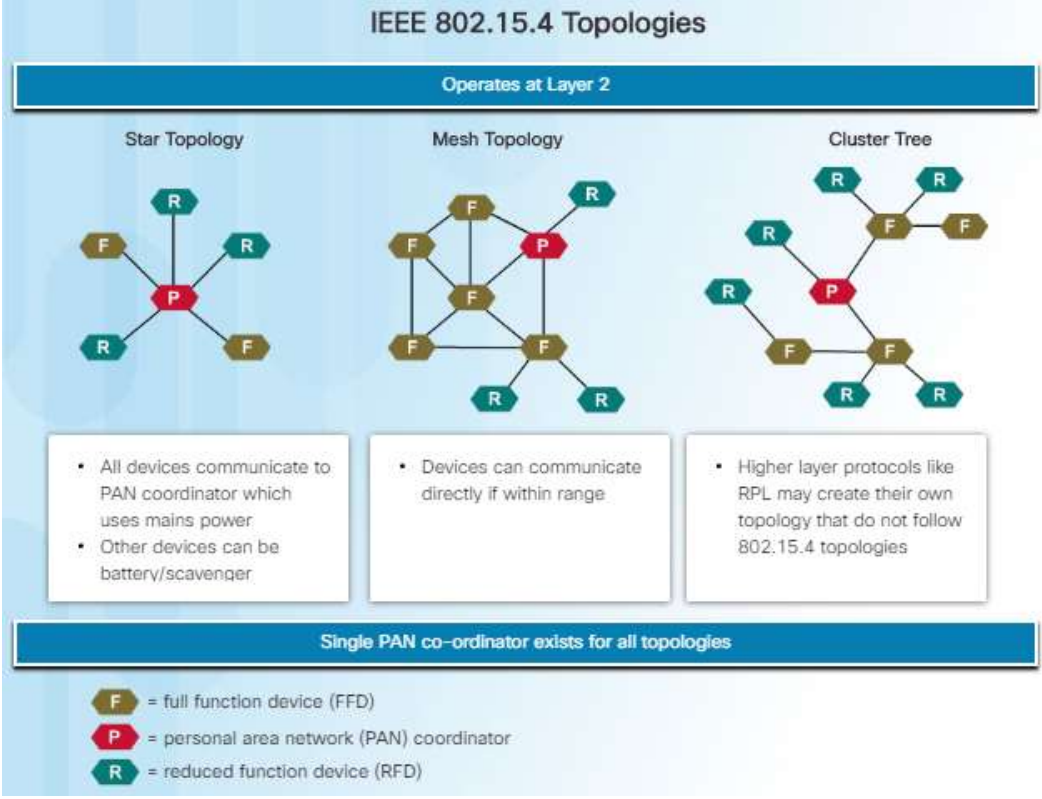 IEEE 802.15.4 Topologies
Operates at Layer 2
Star Topology
R
F
R
P
R
F
Mesh Topology
R
F
F
P
F
F
F
R
R
Cluster Tree
R
R
F
F
R
R
P
F
F
R
R
• All devices communicate to
PAN coordinator which
uses mains power
• Other devices can be
battery/scavenger
• Devices can communicate
directly if within range
• Higher layer protocols like
RPL may create their own
topology that do not follow
802.15.4 topologies
Single PAN co-ordinator exists for all topologies
F = full function device (FFD)
P = personal area network (PAN) coordinator
R = reduced function device (RFD)